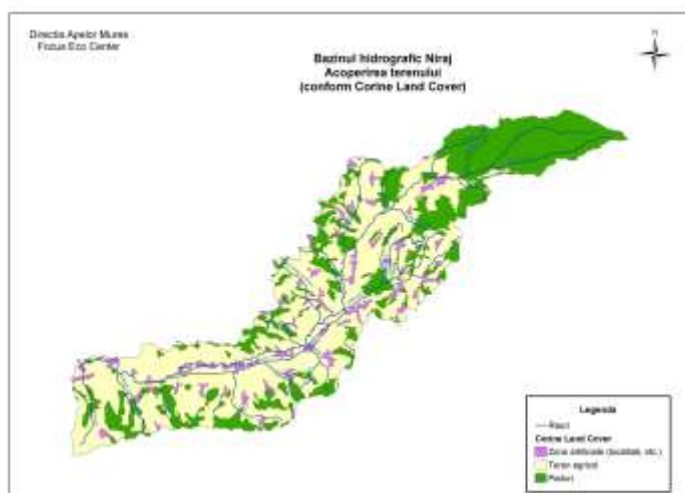 Directia Apelor Mures
Focus Eco Center
N
Bazinul hidrografic Niraj
Acoperirea terenului
(conform Corine Land Cover)
Legenda
Rauri
Corine Land Cover
Zone artificiale (localitati, etc.)
Teren agricol
Paduri